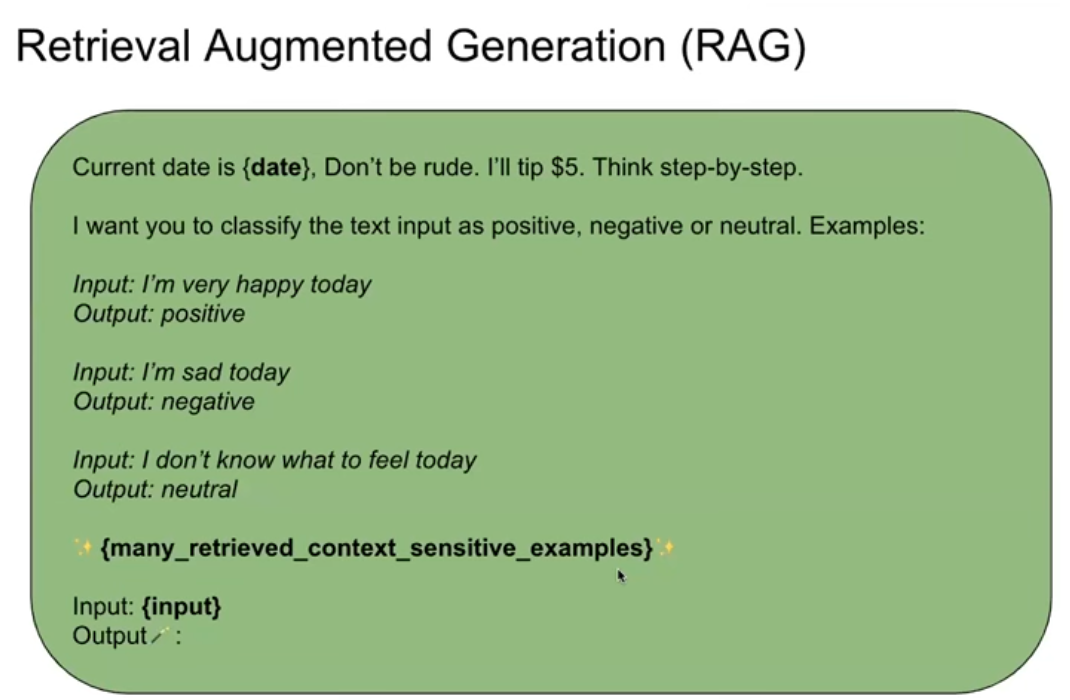 Retrieval Augmented Generation (RAG)
Current date is {date}, Don't be rude. I'll tip $5. Think step-by-step.
I want you to classify the text input as positive, negative or neutral. Examples:
Input: I'm very happy today
Output: positive
Input: I'm sad today
Output: negative
Input: I don't know what to feel today
Output: neutral
✨ {many_retrieved_context_sensitive_examples}✨
Input: {input}
Output🪄 :